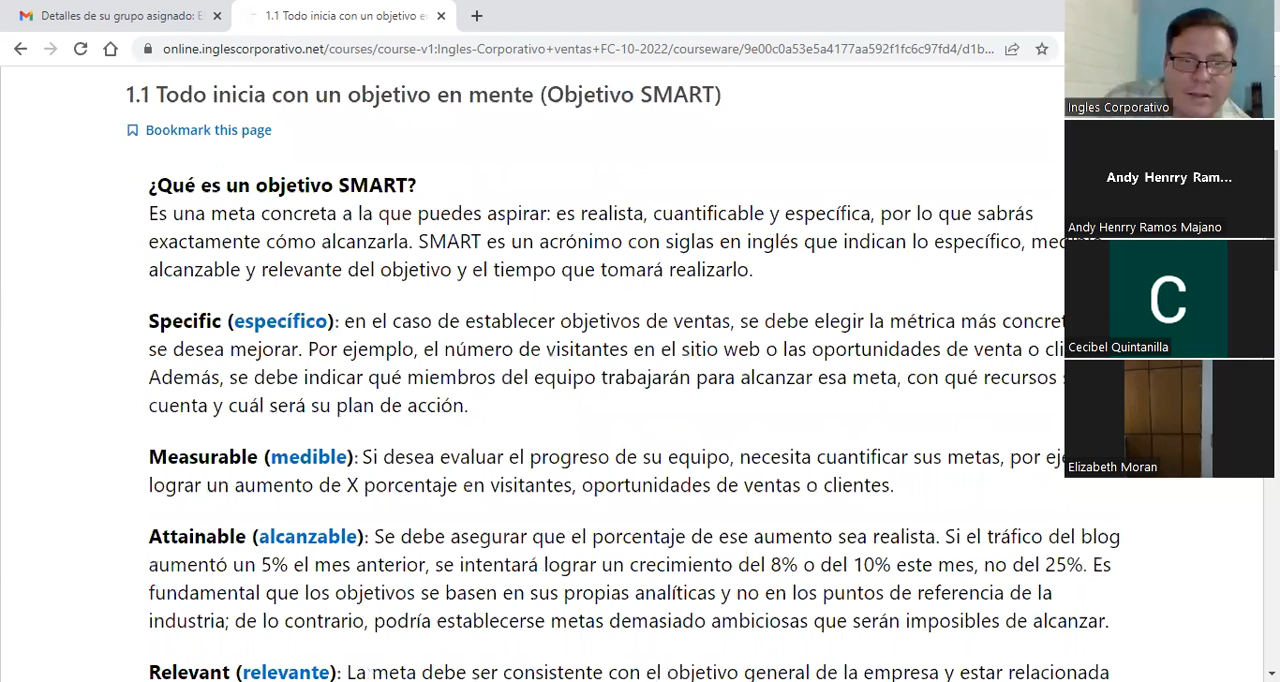 Detalles de su grupo asignado:
1.1 Todo inicia con un objetivo e
online.inglescorporativo.net/courses/course-v1:Ingles-Corporativo+ventas+FC-10-2022/courseware/9e00c0a53e5a4177aa592f1fc6c97fd4/d1b...
1.1 Todo inicia con un objetivo en mente (Objetivo SMART)
Bookmark this page
¿Qué es un objetivo SMART?
Es una meta concreta a la que puedes aspirar: es realista, cuantificable y específica, por lo que sabrás
exactamente cómo alcanzarla. SMART es un acrónimo con siglas en inglés que indican lo específico,
alcanzable y relevante del objetivo y el tiempo que tomará realizarlo.
Specific (específico): en el caso de establecer objetivos de ventas, se debe elegir la métrica más
se desea mejorar. Por ejemplo, el número de visitantes en el sitio web o las oportunidades de venta o
Además, se debe indicar qué miembros del equipo trabajarán para alcanzar esa meta, con qué recursos
cuenta y cuál será su plan de acción.
Measurable (medible): Si desea evaluar el progreso de su equipo, necesita cuantificar sus metas, por
lograr un aumento de X porcentaje en visitantes, oportunidades de ventas o clientes.
Attainable (alcanzable): Se debe asegurar que el porcentaje de ese aumento sea realista. Si el tráfico del blog
aumentó un 5% el mes anterior, se intentará lograr un crecimiento del 8% o del 10% este mes, no del 25%. Es
fundamental que los objetivos se basen en sus propias analíticas y no en los puntos de referencia de la
industria; de lo contrario, podría establecerse metas demasiado ambiciosas que serán imposibles de alcanzar.
Relevant (relevante): La meta debe ser consistente con el objetivo general de la empresa y estar relacionada
Ingles Corporativo
Andy Henrry Ram...
Andy Henrry Ramos Majano
C
Cecibel Quintanilla
Elizabeth Moran